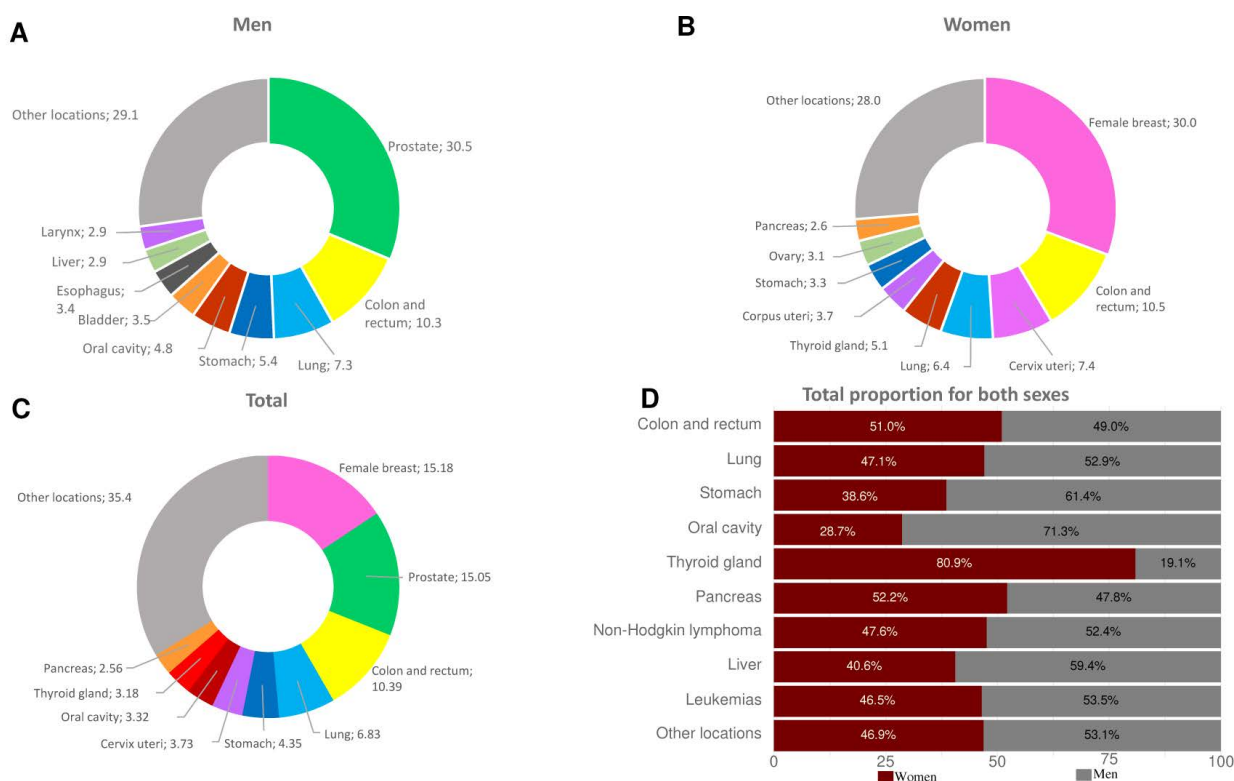 A
Men
Other locations; 29.1
Prostate; 30.5
Larynx; 2.9
Liver; 2.9
Esophagus;
3.4
Bladder; 3.5
Oral cavity; 4.8
Stomach; 5.4
Lung; 7.3
Colon and
rectum; 10.3
B
Women
Other locations; 28.0
Female breast; 30.0
Pancreas; 2.6
Ovary; 3.1
Stomach; 3.3
Corpus uteri; 3.7
Thyroid gland; 5.1
Lung; 6.4
Cervix uteri; 7.4
Colon and
rectum; 10.5
C
Total
Female breast; 15.18
Other locations; 35.4
Prostate; 15.05
Pancreas; 2.56
Thyroid gland; 3.18
Oral cavity; 3.32
Cervix uteri; 3.73
Stomach; 4.35
Lung; 6.83
Colon and rectum;
10.39
D
Total proportion for both sexes
Colon and rectum 51.0% 49.0%
Lung 47.1% 52.9%
Stomach 38.6% 61.4%
Oral cavity 28.7% 71.3%
Thyroid gland 80.9% 19.1%
Pancreas 52.2% 47.8%
Non-Hodgkin lymphoma 47.6% 52.4%
Liver 40.6% 59.4%
Leukemias 46.5% 53.5%
Other locations 46.9% 53.1%
0 25 50 75 100
Women Men